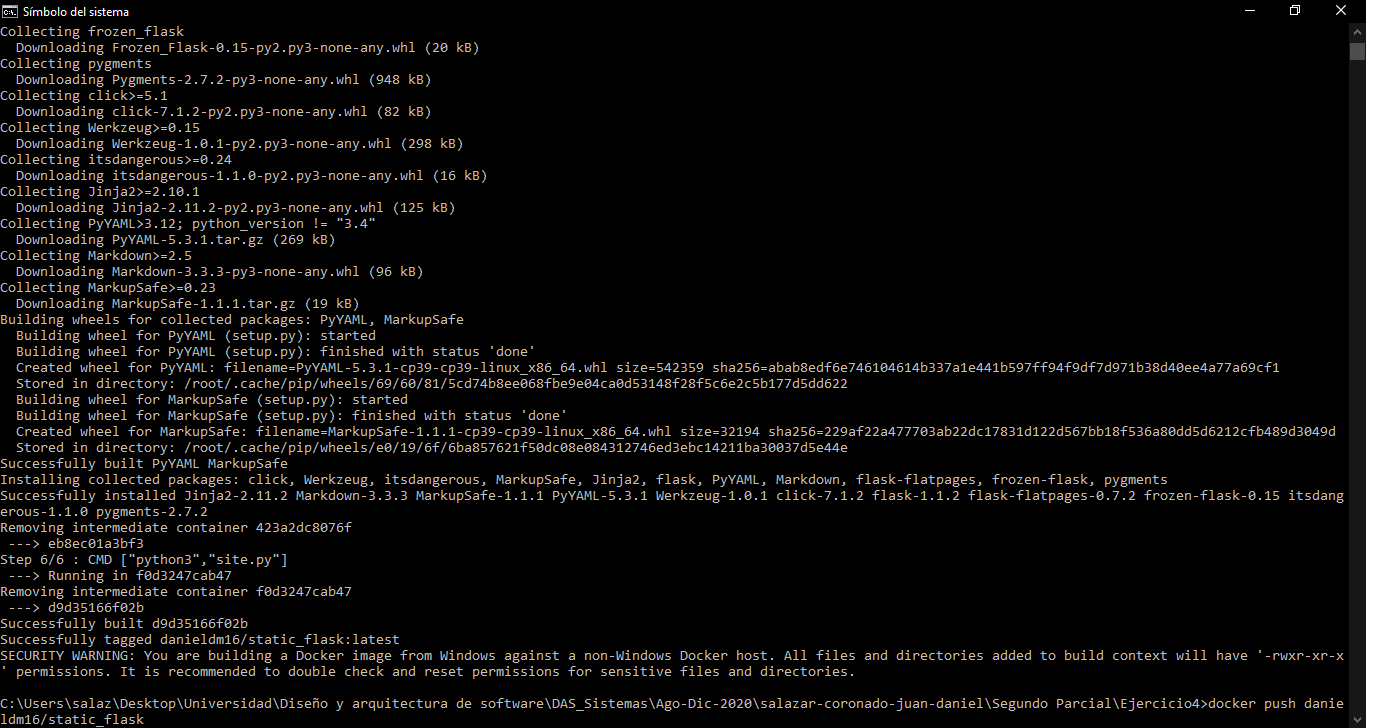 Símbolo del sistema
Collecting frozen_flask
  Downloading Frozen_Flask-0.15-py2.py3-none-any.whl (20 kB)
Collecting pygments
  Downloading Pygments-2.7.2-py3-none-any.whl (948 kB)
Collecting click>=5.1
  Downloading click-7.1.2-py2.py3-none-any.whl (82 kB)
Collecting Werkzeug>=0.15
  Downloading Werkzeug-1.0.1-py2.py3-none-any.whl (298 kB)
Collecting itsdangerous>=0.24
  Downloading itsdangerous-1.1.0-py2.py3-none-any.whl (16 kB)
Collecting Jinja2>=2.10.1
  Downloading Jinja2-2.11.2-py2.py3-none-any.whl (125 kB)
Collecting PyYAML>3.12; python_version != "3.4"
  Downloading PyYAML-5.3.1.tar.gz (269 kB)
Collecting Markdown>=2.5
  Downloading Markdown-3.3.3-py3-none-any.whl (96 kB)
Collecting MarkupSafe>=0.23
  Downloading MarkupSafe-1.1.1.tar.gz (19 kB)
Building wheels for collected packages: PyYAML, MarkupSafe
  Building wheel for PyYAML (setup.py): started
  Building wheel for PyYAML (setup.py): finished with status 'done'
  Created wheel for PyYAML: filename=PyYAML-5.3.1-cp39-cp39-linux_x86_64.whl size=542359 sha256=abab8edf6e746104614b337a1e441b597ff94f9df7d971b38d40ee4a77a69cf1
  Stored in directory: /root/.cache/pip/wheels/69/60/81/5cd74b8ee068fbe9e04ca0d53148f28f5c6e2c5b177d5dd622
  Building wheel for MarkupSafe (setup.py): started
  Building wheel for MarkupSafe (setup.py): finished with status 'done'
  Created wheel for MarkupSafe: filename=MarkupSafe-1.1.1-cp39-cp39-linux_x86_64.whl size=32194 sha256=229af22a477703ab22dc17831d122d567bb18f536a80dd5d6212cfb489d3049d
  Stored in directory: /root/.cache/pip/wheels/e0/19/6f/6ba857621f50dc08e084312746ed3ebc14211ba30037d5e44e
Successfully built PyYAML MarkupSafe
Installing collected packages: click, Werkzeug, itsdangerous, MarkupSafe, Jinja2, flask, PyYAML, Markdown, flask-flatpages, frozen-flask, pygments
Successfully installed Jinja2-2.11.2 Markdown-3.3.3 MarkupSafe-1.1.1 PyYAML-5.3.1 Werkzeug-1.0.1 click-7.1.2 flask-1.1.2 flask-flatpages-0.7.2 frozen-flask-0.15 itsdang
erous-1.1.0 pygments-2.7.2
Removing intermediate container 423a2dc8076f
 ---> eb8ec01a3bf3
Step 6/6 : CMD ["python3","site.py"]
 ---> Running in f0d3247cab47
Removing intermediate container f0d3247cab47
 ---> d9d35166f02b
Successfully built d9d35166f02b
Successfully tagged danieldm16/static_flask:latest
SECURITY WARNING: You are building a Docker image from Windows against a non-Windows Docker host. All files and directories added to build context will have '-rwxr-xr-x
' permissions. It is recommended to double check and reset permissions for sensitive files and directories.
C:\Users\salaz\Desktop\Universidad\Diseño y arquitectura de software\DAS_Sistemas\Ago-Dic-2020\salazar-coronado-juan-daniel\Segundo Parcial\Ejercicio4>docker push danie
ldm16/static_flask